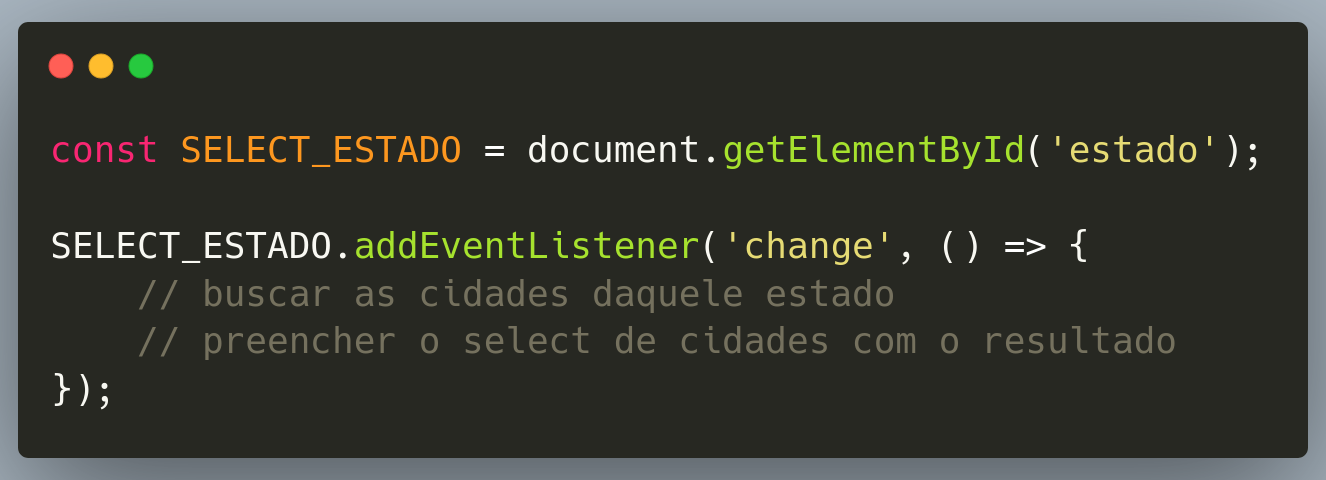 const SELECT_ESTADO = document.getElementById('estado');
SELECT_ESTADO.addEventListener('change', () => {
// buscar as cidades daquele estado
// preencher o select de cidades com o resultado
});